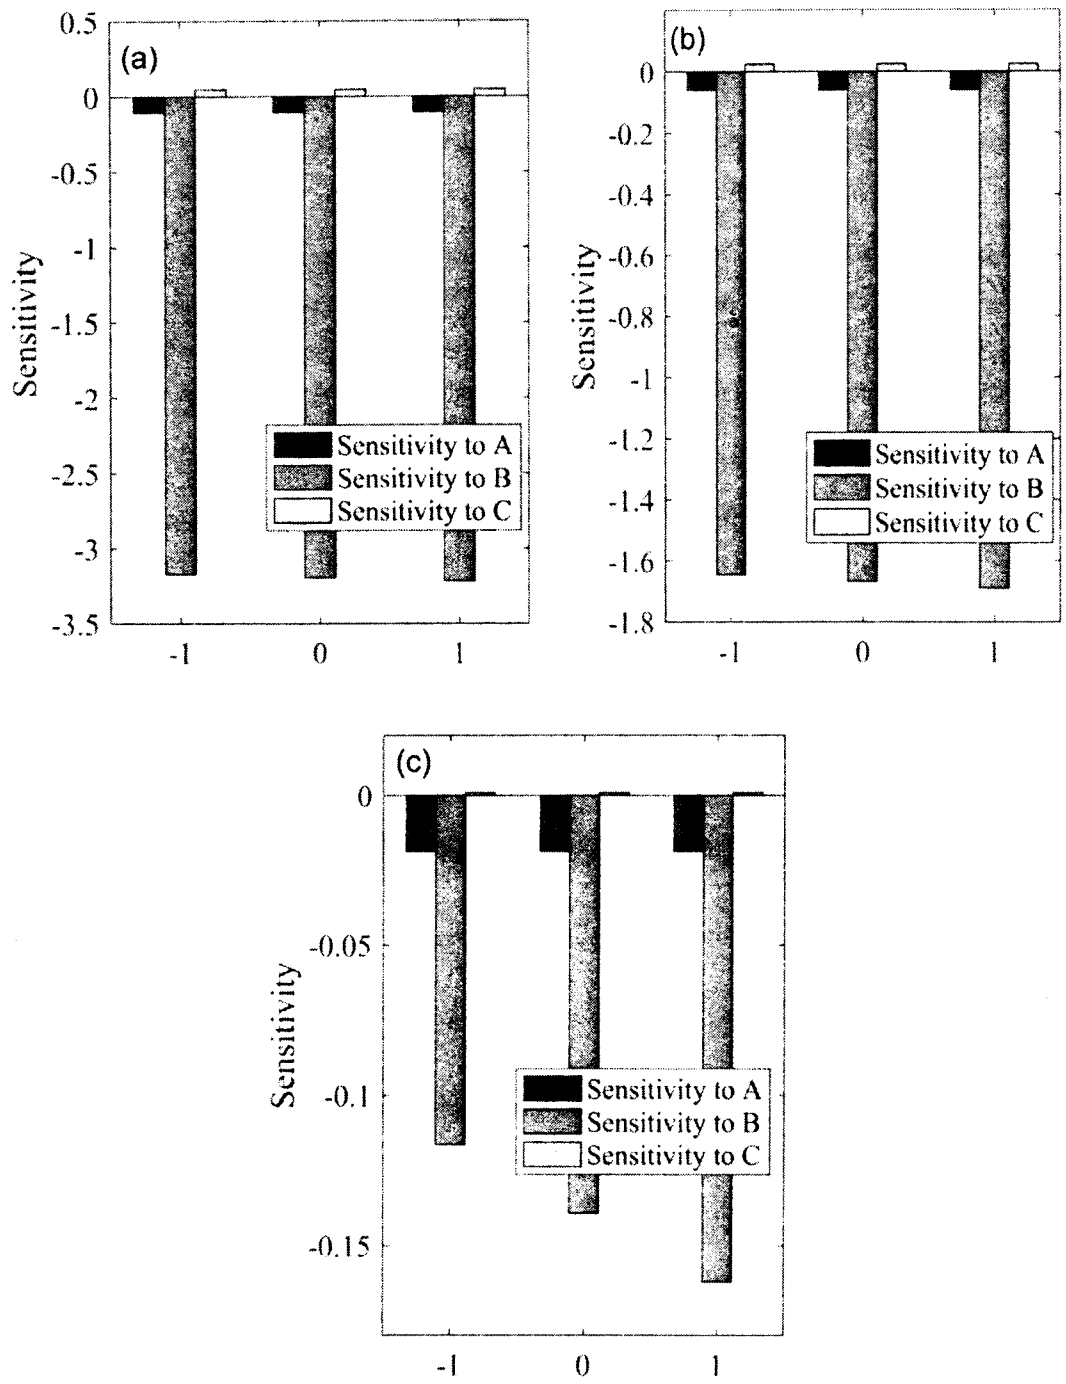 (a)
0.5
0
-0.5
-1
-1.5
-2
-2.5
-3
-3.5
Sensitivity
-1 0 1
Sensitivity to A
Sensitivity to B
Sensitivity to C
(b)
0
-0.2
-0.4
-0.6
-0.8
-1
-1.2
-1.4
-1.6
-1.8
Sensitivity
-1 0 1
Sensitivity to A
Sensitivity to B
Sensitivity to C
(c)
0
-0.05
-0.1
-0.15
Sensitivity
-1 0 1
Sensitivity to A
Sensitivity to B
Sensitivity to C